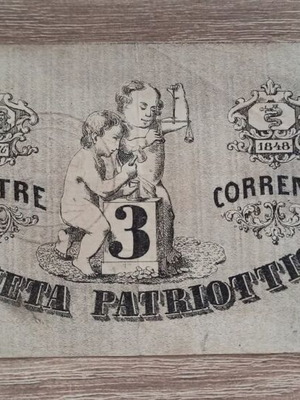 1848
TRE
CORREN
3
ETA PATRIOTTI